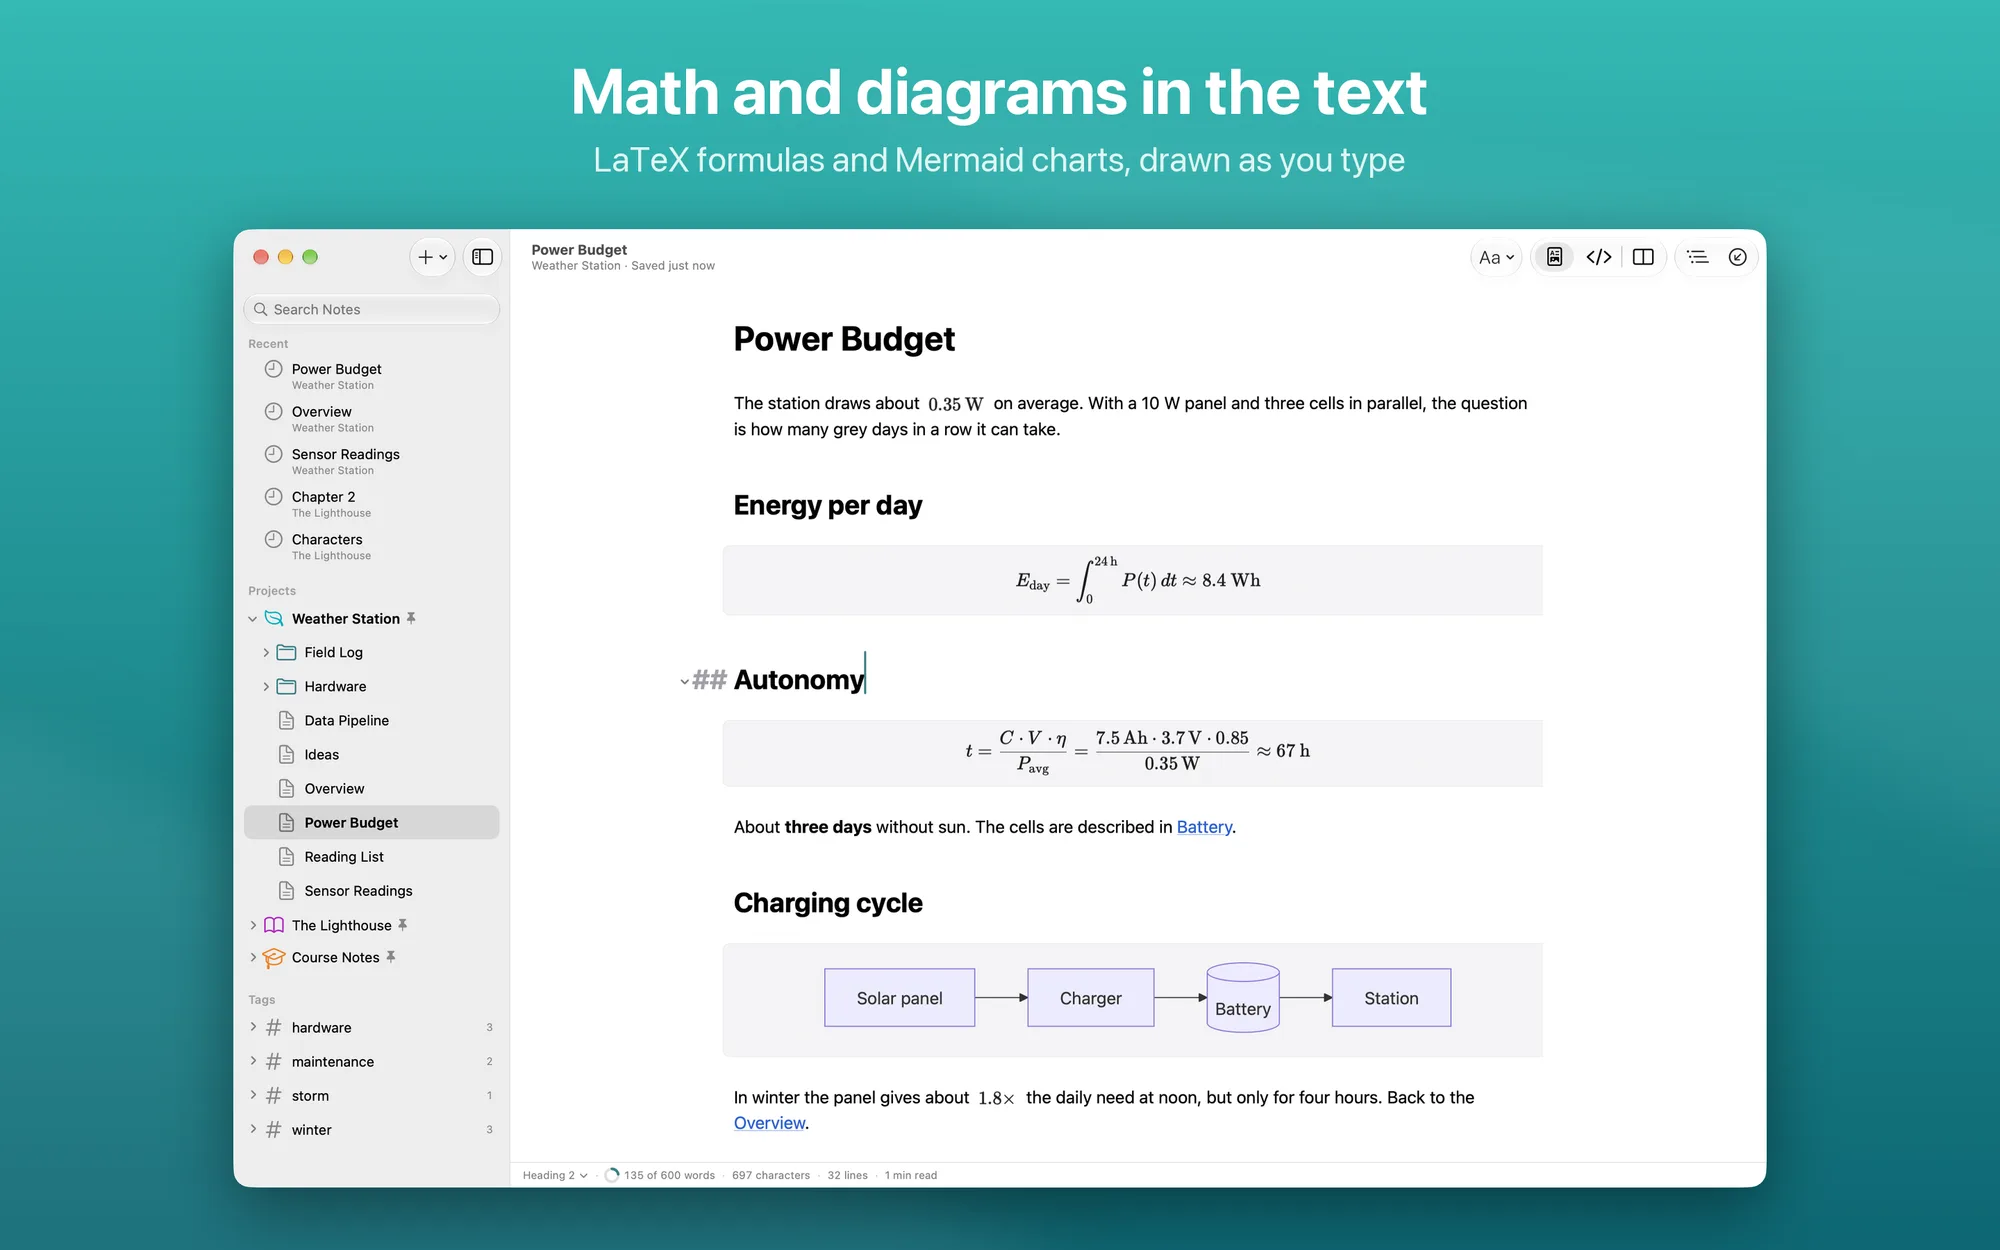 Math and diagrams in the text
LaTeX formulas and Mermaid charts, drawn as you type
Search Notes
Recent
Power Budget
Weather Station
Overview
Weather Station
Sensor Readings
Weather Station
Chapter 2
The Lighthouse
Characters
The Lighthouse
Projects
Weather Station
Field Log
Hardware
Data Pipeline
Ideas
Overview
Power Budget
Reading List
Sensor Readings
The Lighthouse
Course Notes
Tags
# hardware 3
# maintenance 2
# storm 1
# winter 3
Power Budget
Weather Station · Saved just now
Aa
</>
Power Budget
The station draws about 0.35 W on average. With a 10 W panel and three cells in parallel, the question
is how many grey days in a row it can take.
Energy per day
E_day = ∫_0^{24 h} P(t) dt ≈ 8.4 Wh
## Autonomy
t = (C · V · η)/(P_avg) = (7.5 Ah · 3.7 V · 0.85)/(0.35 W) ≈ 67 h
About three days without sun. The cells are described in Battery.
Charging cycle
Solar panel
Charger
Battery
Station
In winter the panel gives about 1.8× the daily need at noon, but only for four hours. Back to the
Overview.
Heading 2 · 135 of 600 words · 697 characters · 32 lines · 1 min read